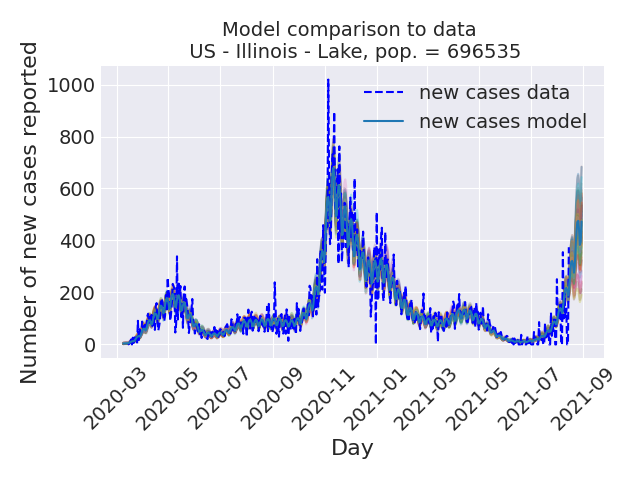 Model comparison to data
US - Illinois - Lake, pop. = 696535
Number of new cases reported
1000
800
600
400
200
0
new cases data
new cases model
2020-03
2020-05
2020-07
2020-09
2020-11
2021-01
2021-03
2021-05
2021-07
2021-09
Day